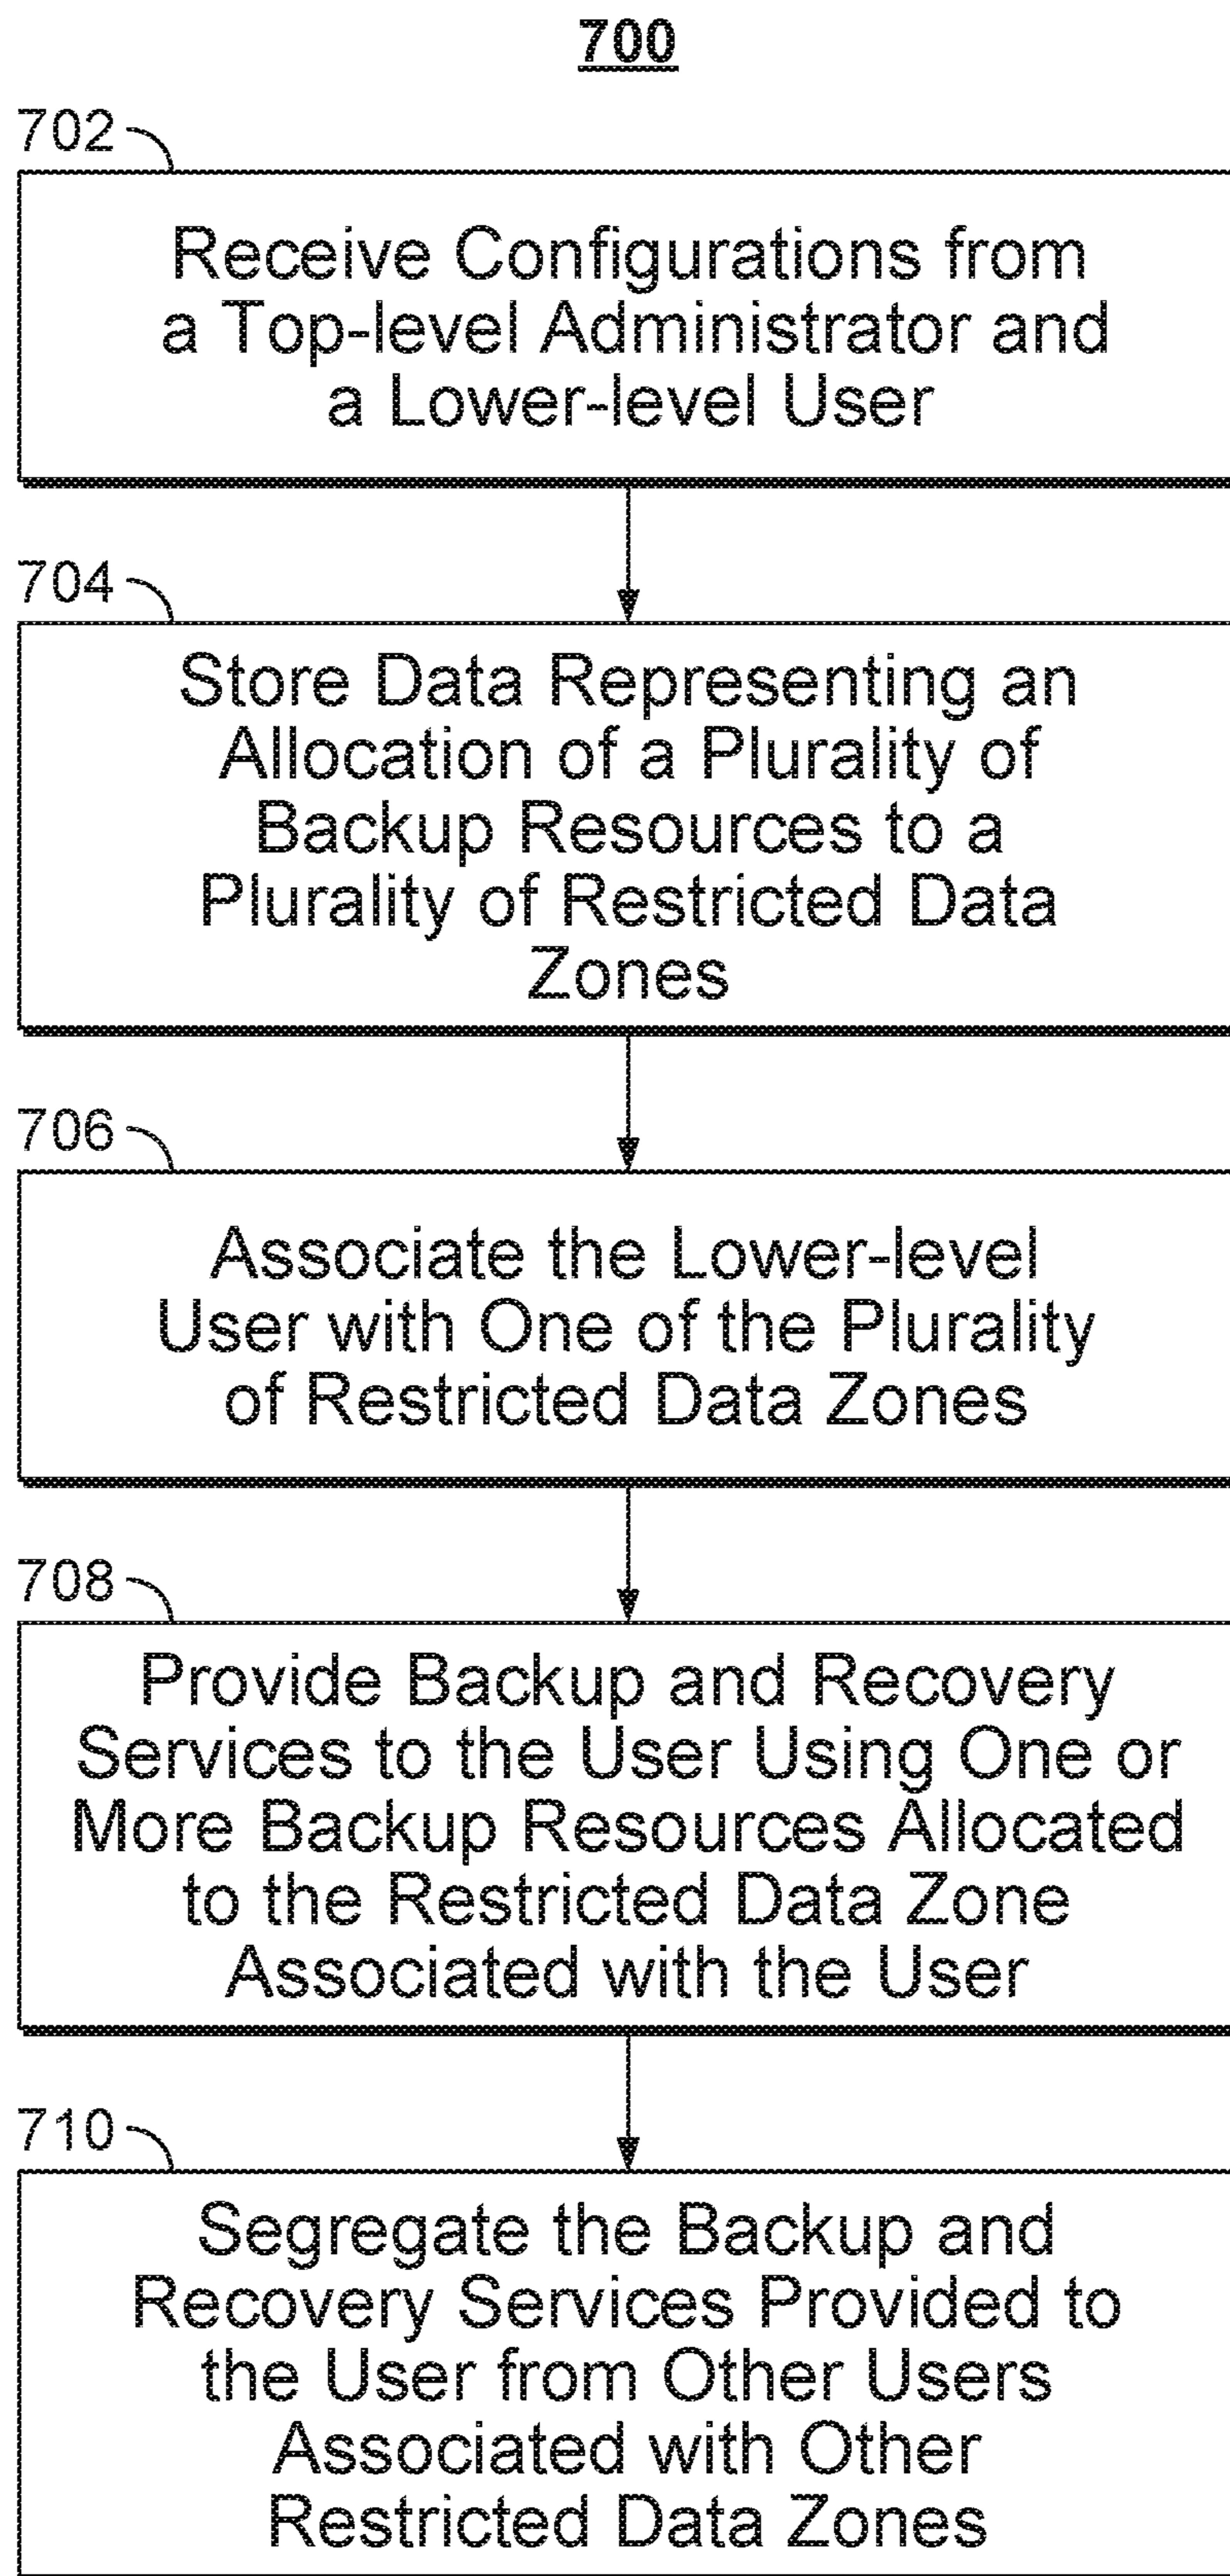 700
702
Receive Configurations from
a Top-level Administrator and
a Lower-level User
704
Store Data Representing an
Allocation of a Plurality of
Backup Resources to a
Plurality of Restricted Data
Zones
706
Associate the Lower-level
User with One of the Plurality
of Restricted Data Zones
708
Provide Backup and Recovery
Services to the User Using One or
More Backup Resources Allocated
to the Restricted Data Zone
Associated with the User
710
Segregate the Backup and
Recovery Services Provided to
the User from Other Users
Associated with Other
Restricted Data Zones